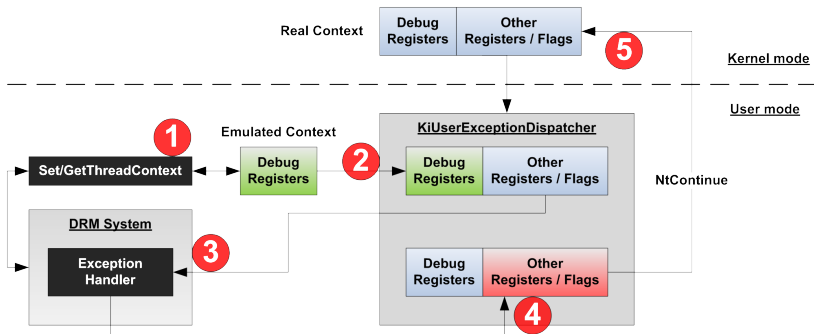 Real Context
Debug
Registers
Other
Registers / Flags
5
Kernel mode
User mode
1
Emulated Context
KiUserExceptionDispatcher
Set/GetThreadContext
Debug
Registers
2
Debug
Registers
Other
Registers / Flags
NtContinue
DRM System
3
Exception
Handler
Debug
Registers
Other
Registers / Flags
4